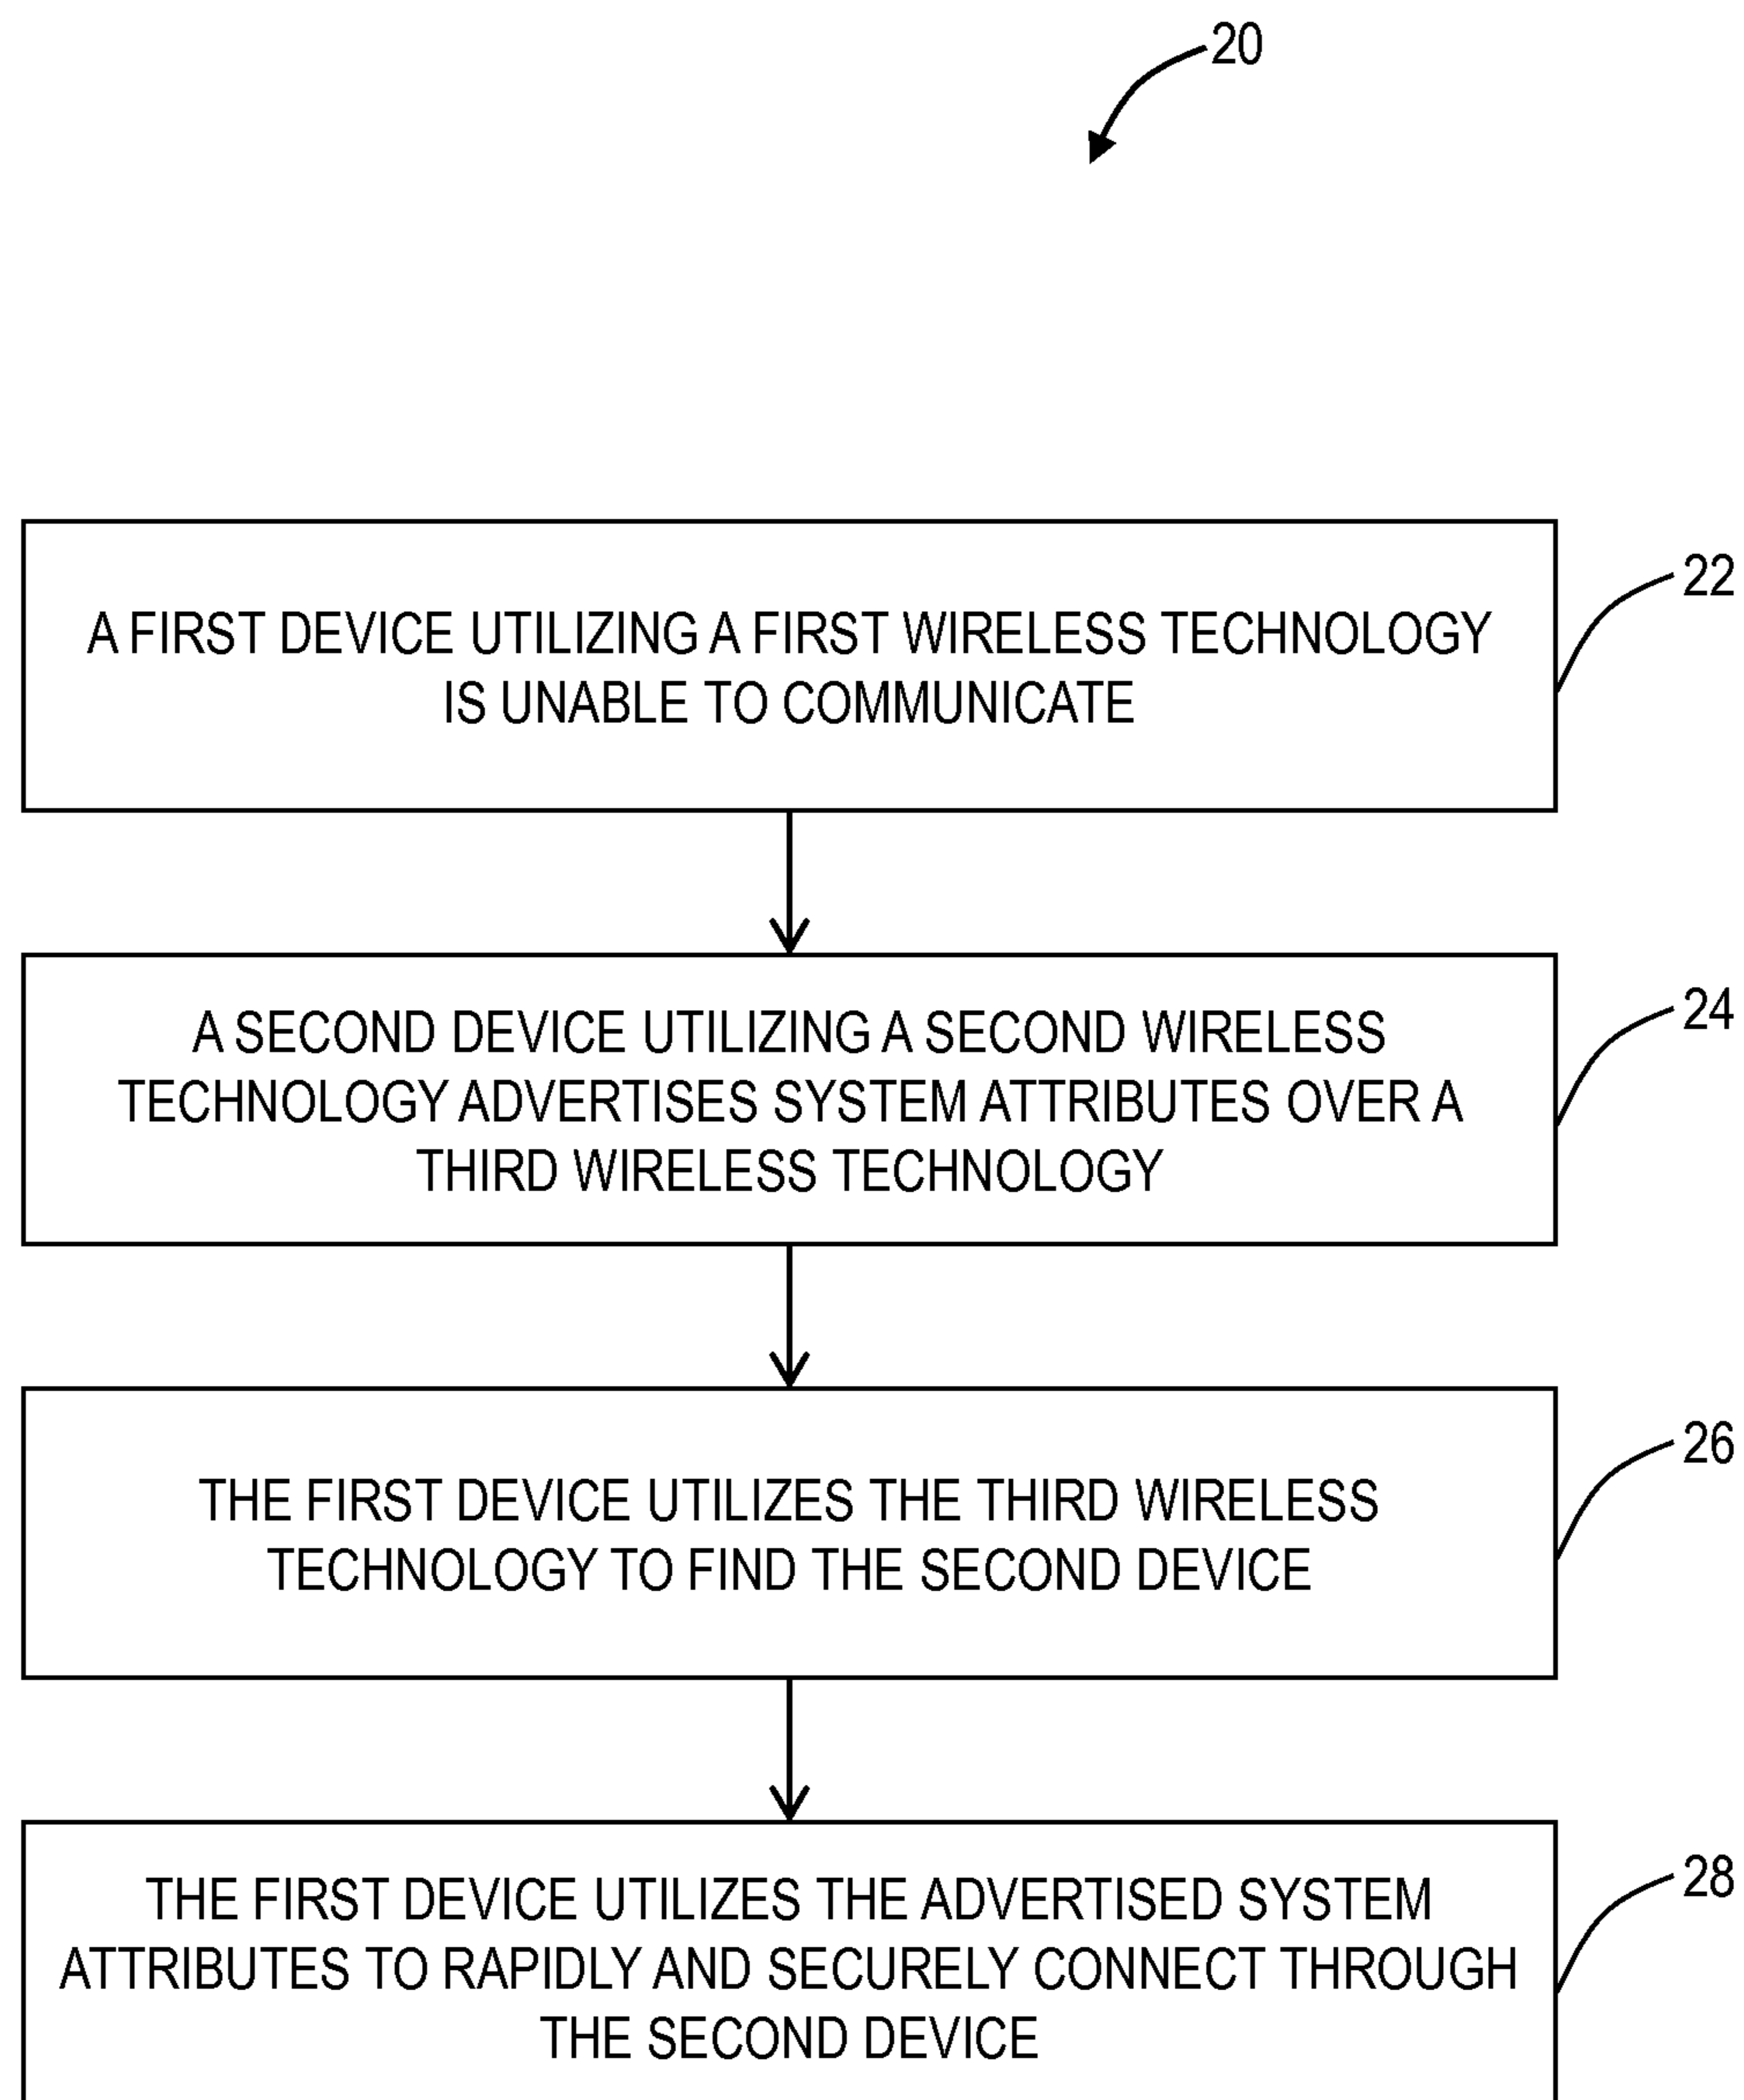 20
A FIRST DEVICE UTILIZING A FIRST WIRELESS TECHNOLOGY
IS UNABLE TO COMMUNICATE
22
A SECOND DEVICE UTILIZING A SECOND WIRELESS
TECHNOLOGY ADVERTISES SYSTEM ATTRIBUTES OVER A
THIRD WIRELESS TECHNOLOGY
24
THE FIRST DEVICE UTILIZES THE THIRD WIRELESS
TECHNOLOGY TO FIND THE SECOND DEVICE
26
THE FIRST DEVICE UTILIZES THE ADVERTISED SYSTEM
ATTRIBUTES TO RAPIDLY AND SECURELY CONNECT THROUGH
THE SECOND DEVICE
28